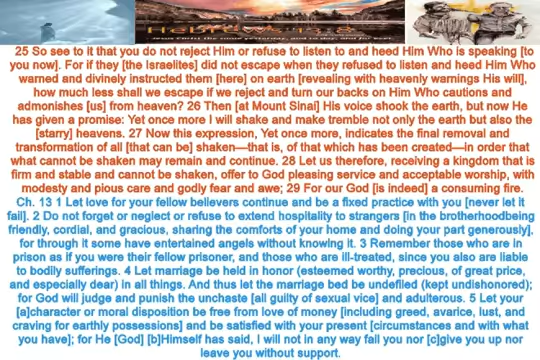 25 So see to it that you do not reject Him or refuse to listen to and heed Him Who is speaking [to
you now]. For if they [the Israelites] did not escape when they refused to listen and heed Him Who
warned and divinely instructed them [here] on earth [revealing with heavenly warnings His will],
how much less shall we escape if we reject and turn our backs on Him Who cautions and
admonishes [us] from heaven? 26 Then [at Mount Sinai] His voice shook the earth, but now He
has given a promise: Yet once more I will shake and make tremble not only the earth but also the
[starry] heavens. 27 Now this expression, Yet once more, indicates the final removal and
transformation of all [that can be] shaken—that is, of that which has been created—in order that
what cannot be shaken may remain and continue. 28 Let us therefore, receiving a kingdom that is
firm and stable and cannot be shaken, offer to God pleasing service and acceptable worship, with
modesty and pious care and godly fear and awe; 29 For our God [is indeed] a consuming fire.
Ch. 13 1 Let love for your fellow believers continue and be a fixed practice with you [never let it
fail]. 2 Do not forget or neglect or refuse to extend hospitality to strangers [in the brotherhoodbeing
friendly, cordial, and gracious, sharing the comforts of your home and doing your part generously],
for through it some have entertained angels without knowing it. 3 Remember those who are in
prison as if you were their fellow prisoner, and those who are ill-treated, since you also are liable
to bodily sufferings. 4 Let marriage be held in honor (esteemed worthy, precious, of great price,
and especially dear) in all things. And thus let the marriage bed be undefiled (kept undishonored);
for God will judge and punish the unchaste [all guilty of sexual vice] and adulterous. 5 Let your
[a]character or moral disposition be free from love of money [including greed, avarice, lust, and
craving for earthly possessions] and be satisfied with your present [circumstances and with what
you have]; for He [God] [b]Himself has said, I will not in any way fail you nor [c]give you up nor
leave you without support.